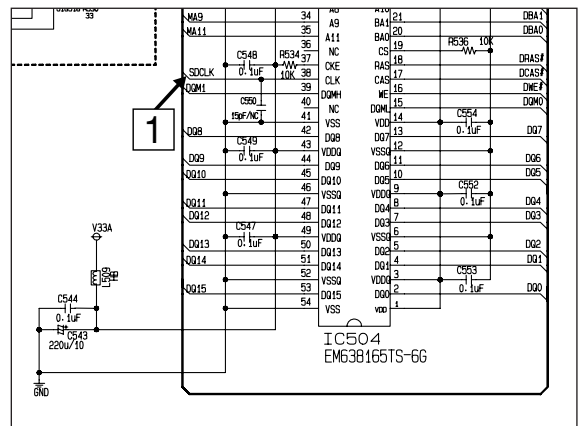 33
MA9 34 A9 BA1 21 DBA1
MA11 35 A11 BA0 20 DBA0
36 NC CS 19 R536 10K
C548 0.1uF R534 10K 37 CKE RAS 18 DRAS#
SDCLK 38 CLK CAS 17 DCAS#
DQM1 39 DQMH WE 16 DWE#
C550 15pF/NC 40 NC DQML 15 DQM0
1
41 VSS VDD 14 C554 0.1uF
DQ8 42 DQ8 DQ7 13 DQ7
C549 0.1uF 43 VDDQ VSSQ 12
DQ9 44 DQ9 DQ6 11 DQ6
DQ10 45 DQ10 DQ5 10 DQ5
46 VSSQ VDDQ 9 C552 0.1uF
DQ11 47 DQ11 DQ4 8 DQ4
DQ12 48 DQ12 DQ3 7 DQ3
C547 0.1uF 49 VDDQ VSSQ 6
DQ13 50 DQ13 DQ2 5 DQ2
DQ14 51 DQ14 DQ1 4 DQ1
52 VSSQ VDDQ 3 C553 0.1uF
DQ15 53 DQ15 DQ0 2 DQ0
54 VSS VDD 1
V33A
L509
HB
C544
0.1uF
C543
220u/10
GND
IC504
EM638165TS-6G